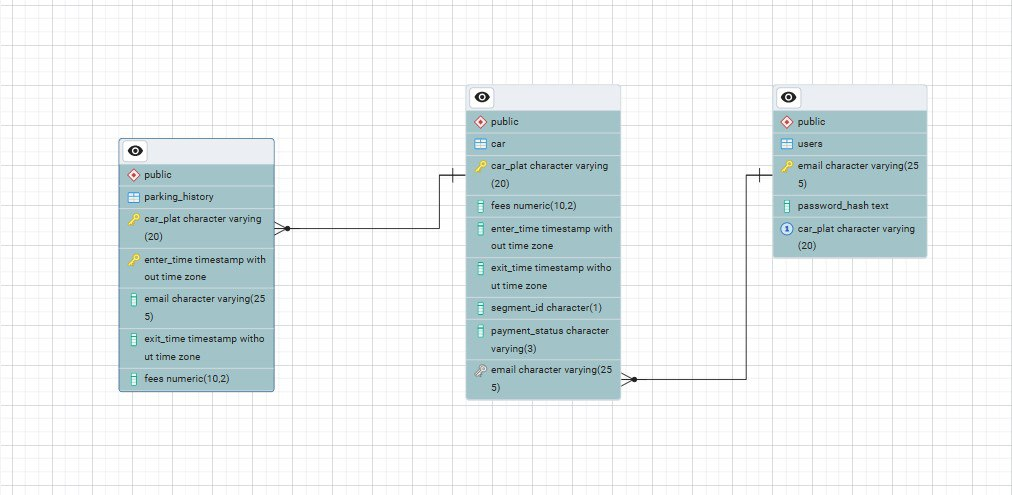 public
parking_history
car_plat character varying
(20)
enter_time timestamp with
out time zone
email character varying(25
5)
exit_time timestamp witho
ut time zone
fees numeric(10,2)
public
car
car_plat character varying
(20)
fees numeric(10,2)
enter_time timestamp with
out time zone
exit_time timestamp witho
ut time zone
segment_id character(1)
payment_status character
varying(3)
email character varying(25
5)
public
users
email character varying(25
5)
password_hash text
1
car_plat character varying
(20)